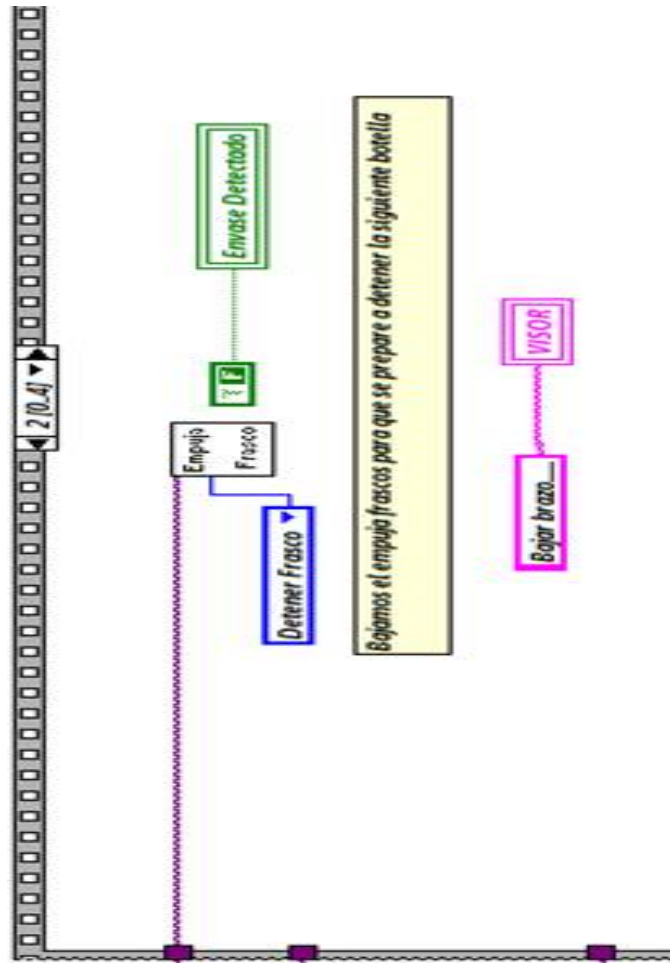 2 [0..4]
Empuja
Frasco
Detener Frasco
F
Envase Detectado
Bajamos el empuja frascos para que se prepare a detener la siguiente botella
Bajar brazo....
VISOR